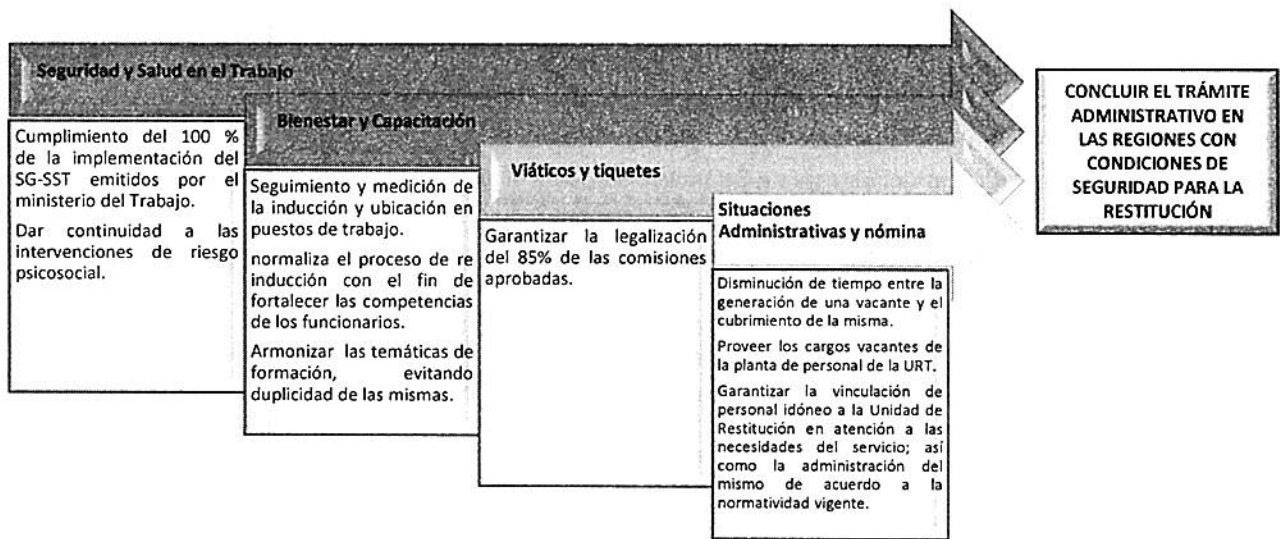 Seguridad y Salud en el Trabajo
Cumplimiento del 100 %
de la implementación del
SG-SST emitidos por el
ministerio del Trabajo.
Dar continuidad a las
intervenciones de riesgo
psicosocial.
Bienestar y Capacitación
Seguimiento y medición de
la inducción y ubicación en
puestos de trabajo.
normaliza el proceso de re
inducción con el fin de
fortalecer las competencias
de los funcionarios.
Armonizar las temáticas de
formación, evitando
duplicidad de las mismas.
Viáticos y tiquetes
Garantizar la legalización
del 85% de las comisiones
aprobadas.
Situaciones
Administrativas y nómina
Disminución de tiempo entre la
generación de una vacante y el
cubrimiento de la misma.
Proveer los cargos vacantes de
la planta de personal de la URT.
Garantizar la vinculación de
personal idóneo a la Unidad de
Restitución en atención a las
necesidades del servicio; así
como la administración del
mismo de acuerdo a la
normatividad vigente.
CONCLUIR EL TRÁMITE
ADMINISTRATIVO EN
LAS REGIONES CON
CONDICIONES DE
SEGURIDAD PARA LA
RESTITUCIÓN